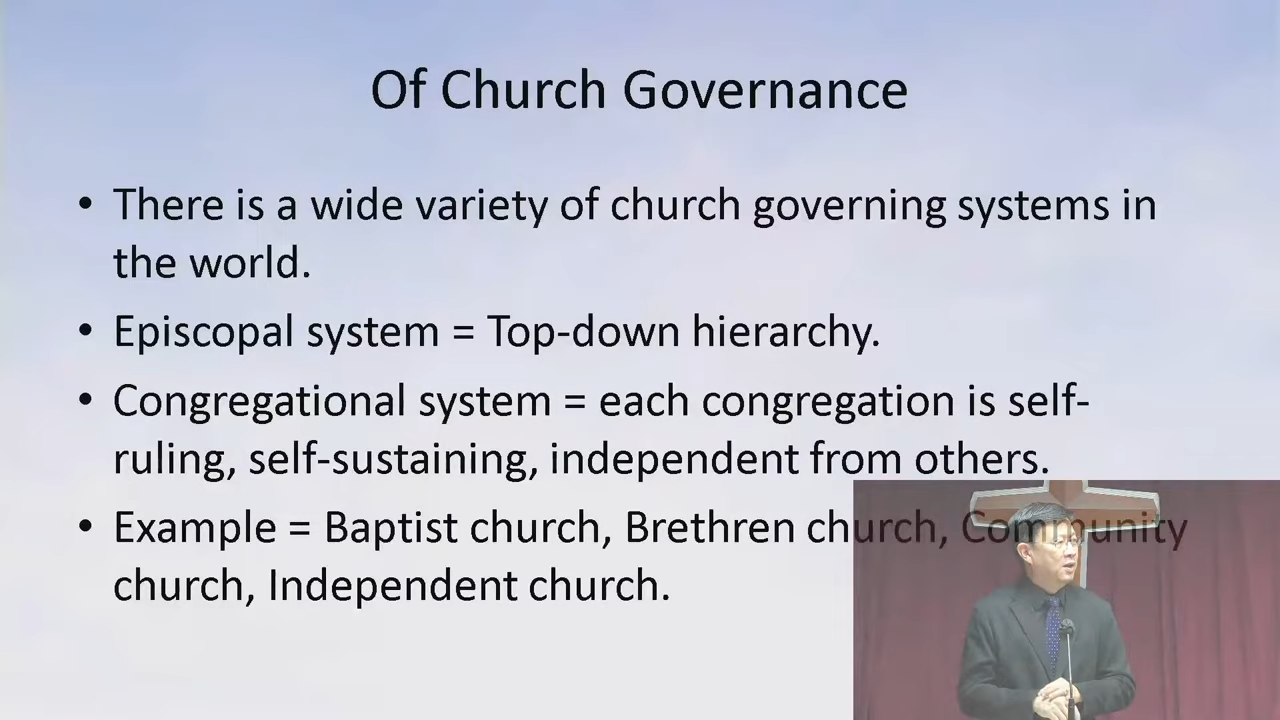 Of Church Governance
• There is a wide variety of church governing systems in
the world.
• Episcopal system = Top-down hierarchy.
• Congregational system = each congregation is self-
ruling, self-sustaining, independent from others.
• Example = Baptist church, Brethren church, Community
church, Independent church.